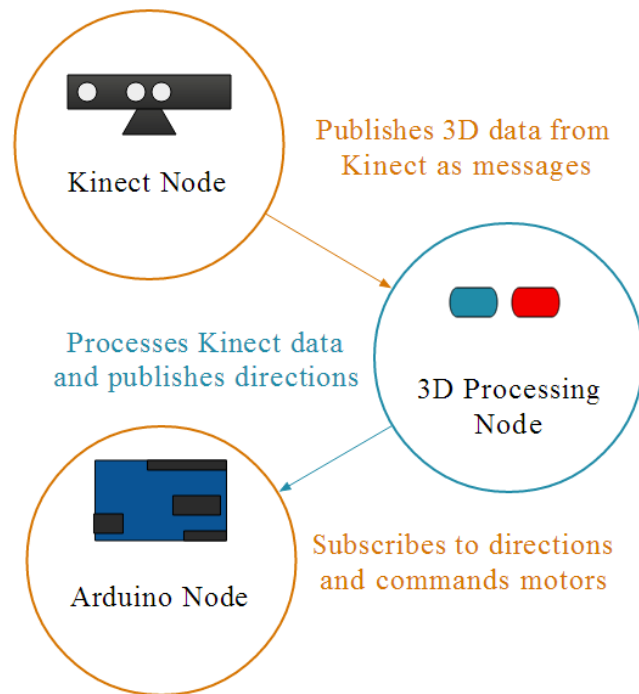 Kinect Node
Publishes 3D data from
Kinect as messages
Processes Kinect data
and publishes directions
3D Processing
Node
Arduino Node
Subscribes to directions
and commands motors